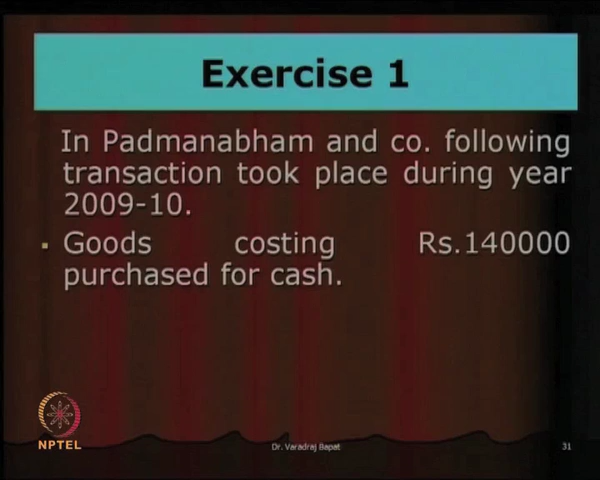 Exercise 1
In Padmanabham and co. following
transaction took place during year
2009-10.
▪ Goods costing Rs.140000
purchased for cash.
NPTEL
Dr. Varadraj Bapat
31